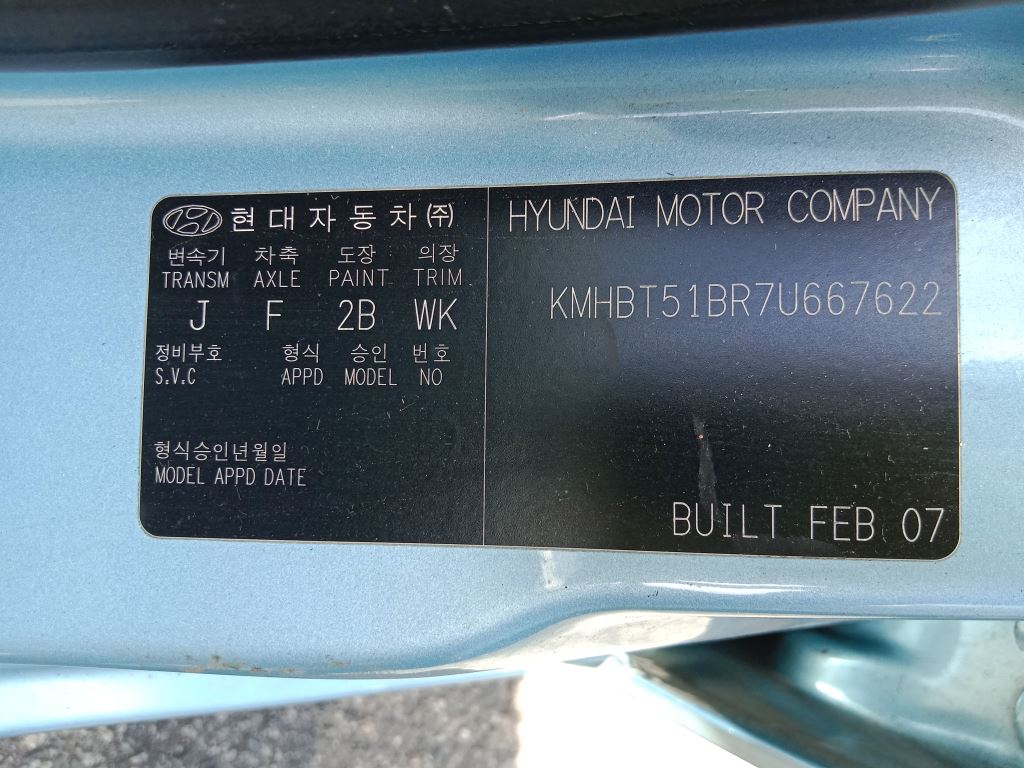 현대자동차㈜
변속기 차축 도장 의장
TRANSM AXLE PAINT TRIM
J F 2B WK
정비부호 형식 승인 번호
S.V.C APPD MODEL NO
형식승인년월일
MODEL APPD DATE
HYUNDAI MOTOR COMPANY
KMHBT51BR7U667622
BUILT FEB 07